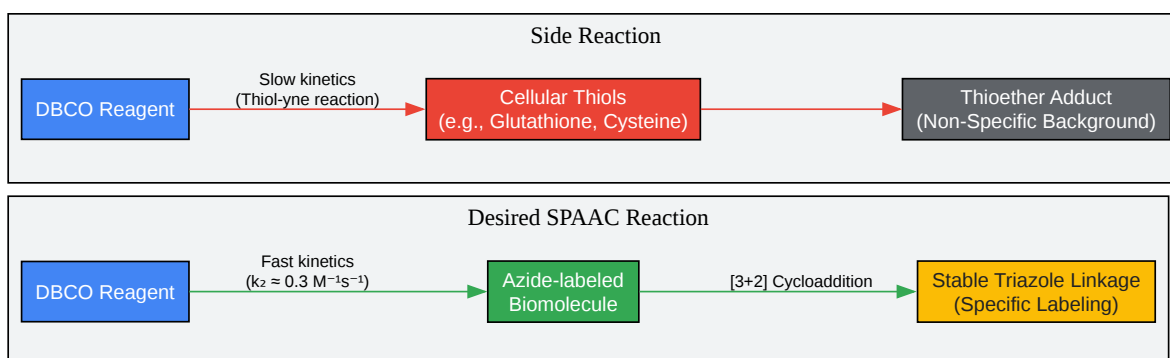 Side Reaction
DBCO Reagent
Slow kinetics
(Thiol-yne reaction)
Cellular Thiols
(e.g., Glutathione, Cysteine)
Thioether Adduct
(Non-Specific Background)
Desired SPAAC Reaction
DBCO Reagent
Fast kinetics
(k₂ ≈ 0.3 M⁻¹s⁻¹)
Azide-labeled
Biomolecule
[3+2] Cycloaddition
Stable Triazole Linkage
(Specific Labeling)